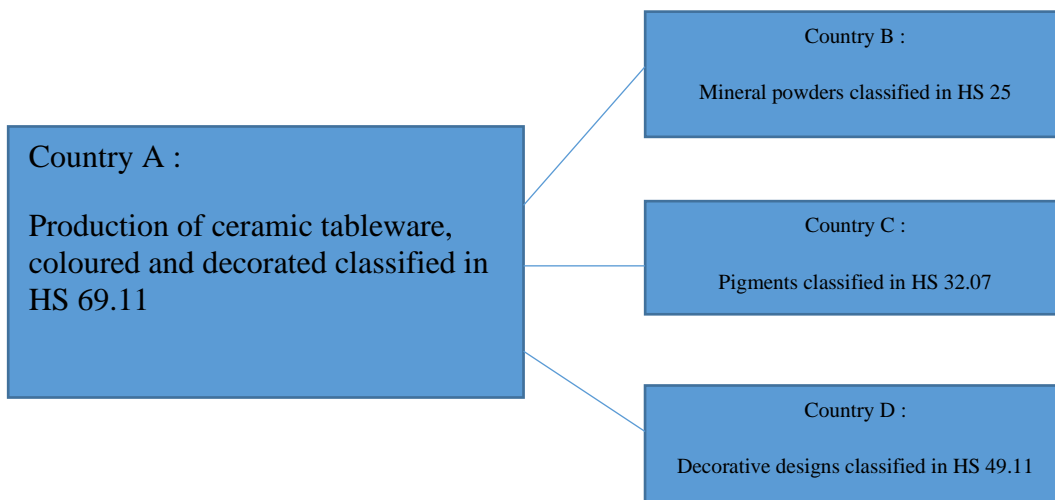 Country A :
Production of ceramic tableware,
coloured and decorated classified in
HS 69.11
Country B :
Mineral powders classified in HS 25
Country C :
Pigments classified in HS 32.07
Country D :
Decorative designs classified in HS 49.11